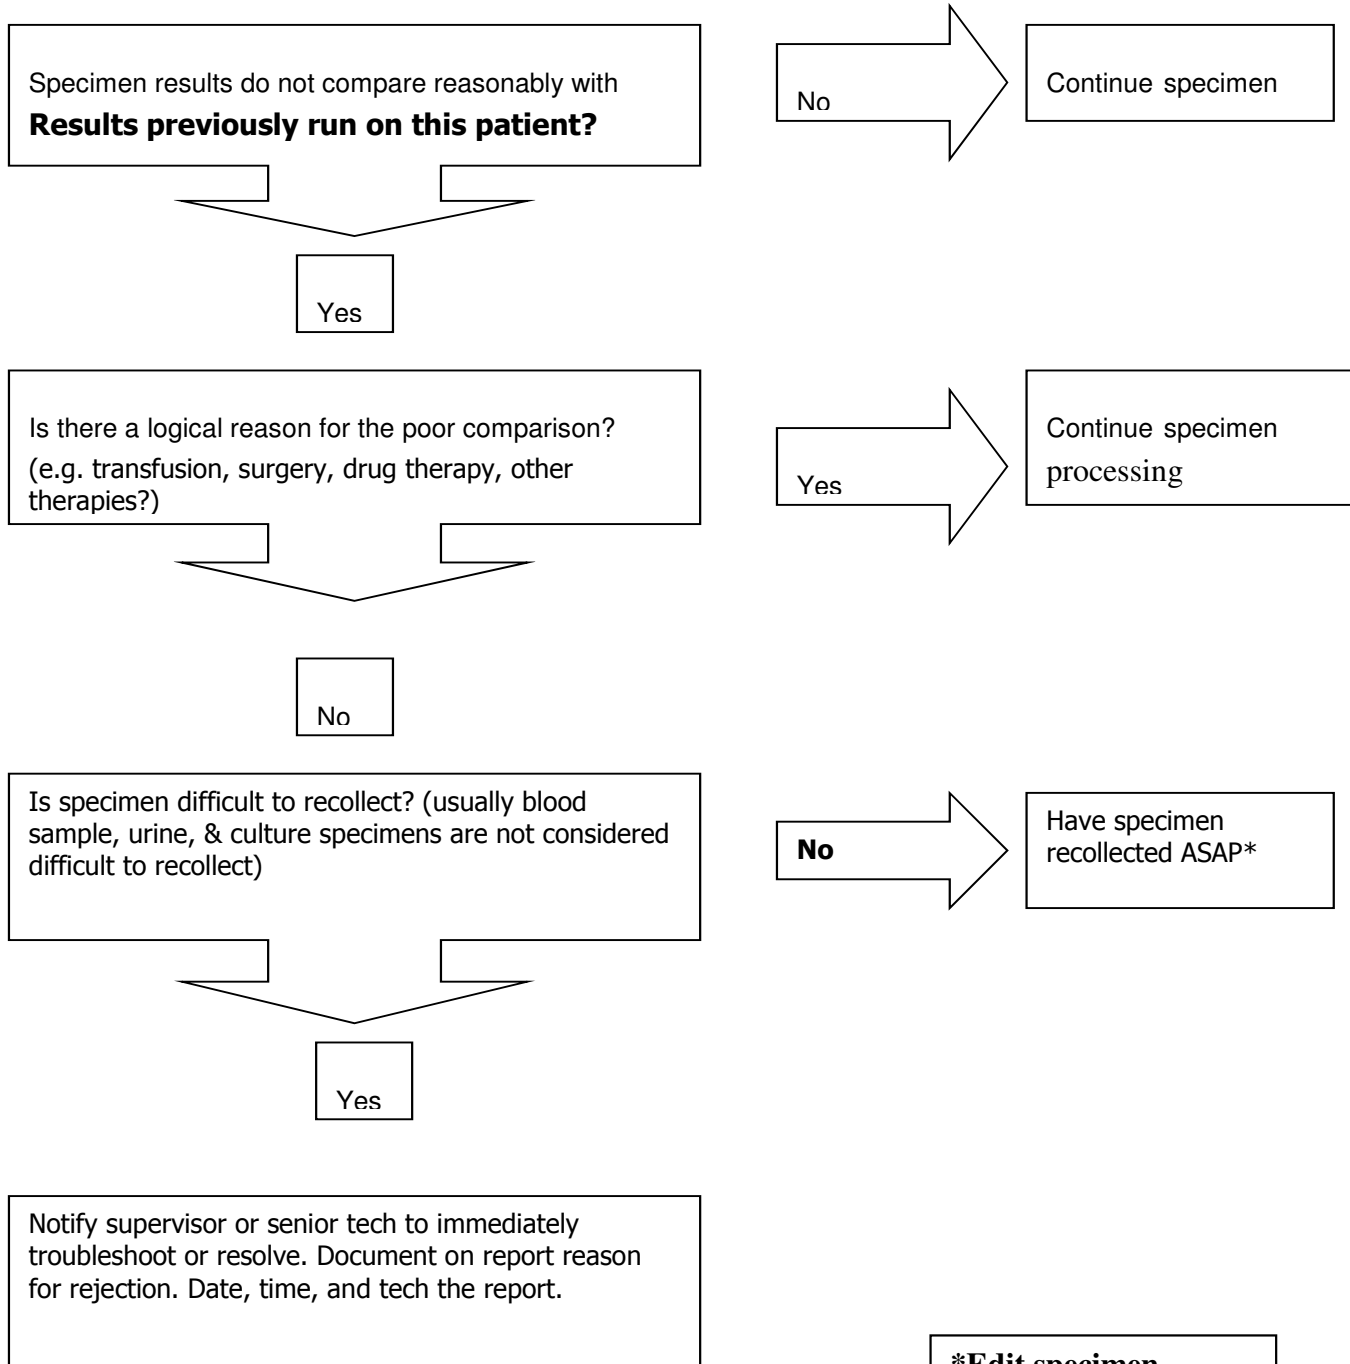 Specimen results do not compare reasonably with
Results previously run on this patient?
No
Continue specimen
Yes
Is there a logical reason for the poor comparison?
(e.g. transfusion, surgery, drug therapy, other
therapies?)
Yes
Continue specimen
processing
No
Is specimen difficult to recollect? (usually blood
sample, urine, & culture specimens are not considered
difficult to recollect)
No
Have specimen
recollected ASAP*
Yes
Notify supervisor or senior tech to immediately
troubleshoot or resolve. Document on report reason
for rejection. Date, time, and tech the report.
*Edit specimen